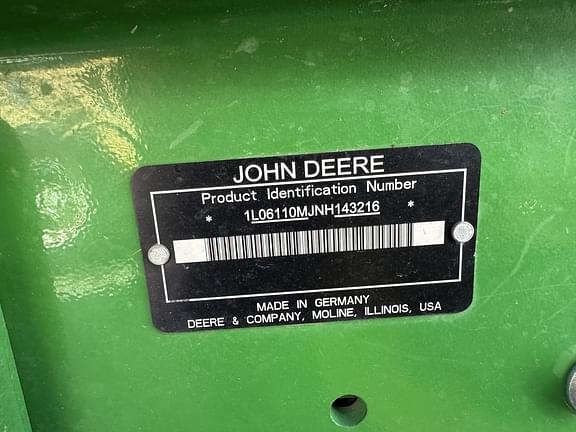 JOHN DEERE
Product Identification Number
* 1L06110MJNH143216 *
MADE IN GERMANY
DEERE & COMPANY, MOLINE, ILLINOIS, USA